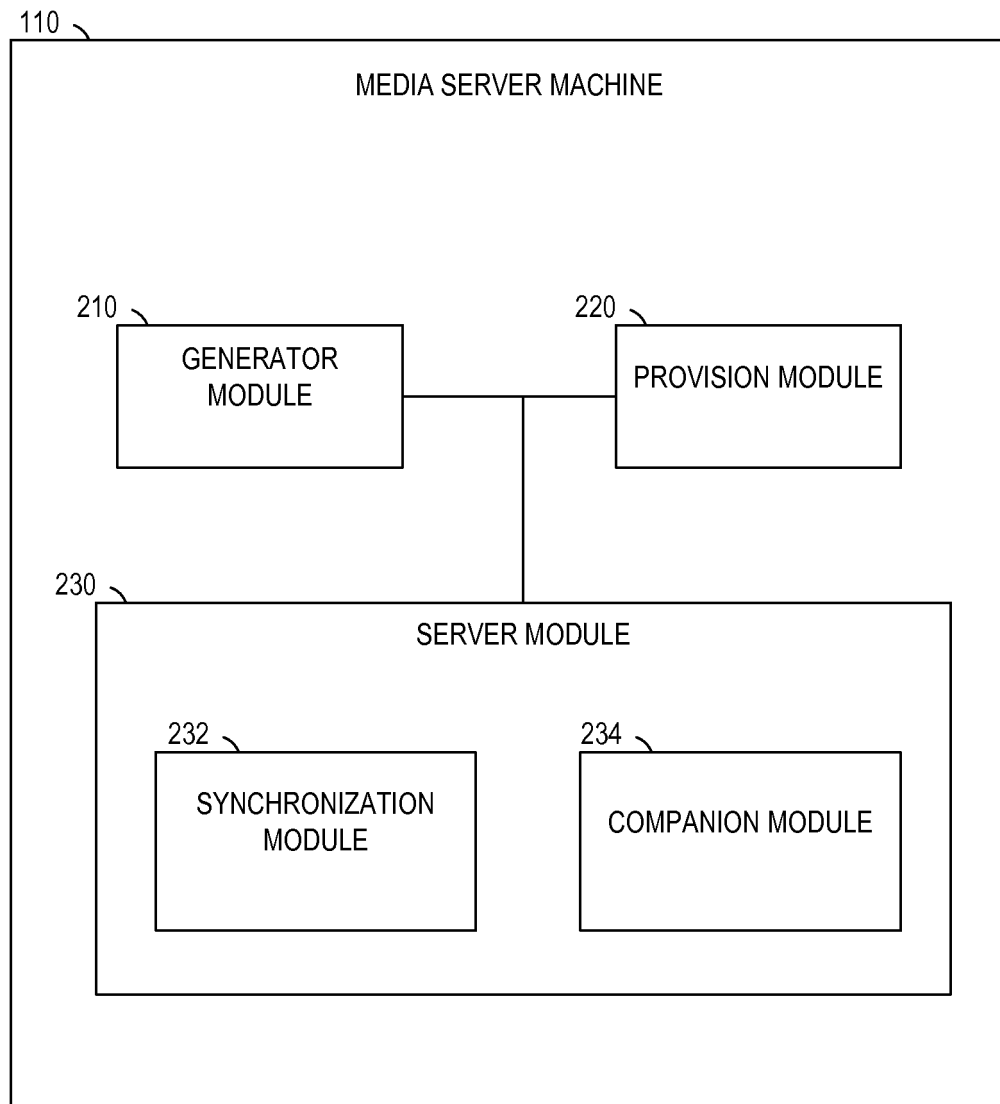 110
MEDIA SERVER MACHINE
210
GENERATOR
MODULE
220
PROVISION MODULE
230
SERVER MODULE
232
SYNCHRONIZATION
MODULE
234
COMPANION MODULE